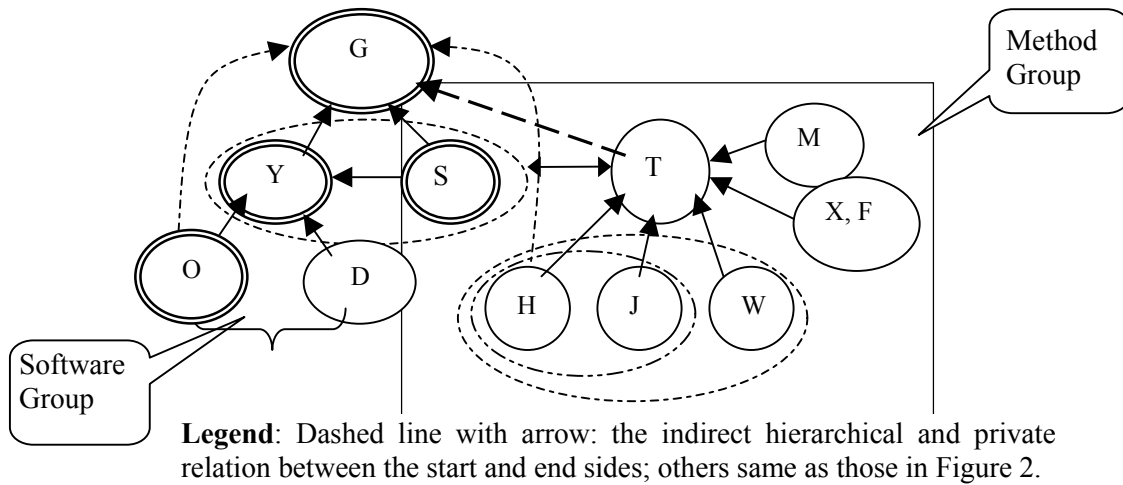 G
Method
Group
M
Y
S
T
X, F
O
D
H
J
W
Software
Group
Legend: Dashed line with arrow: the indirect hierarchical and private
relation between the start and end sides; others same as those in Figure 2.